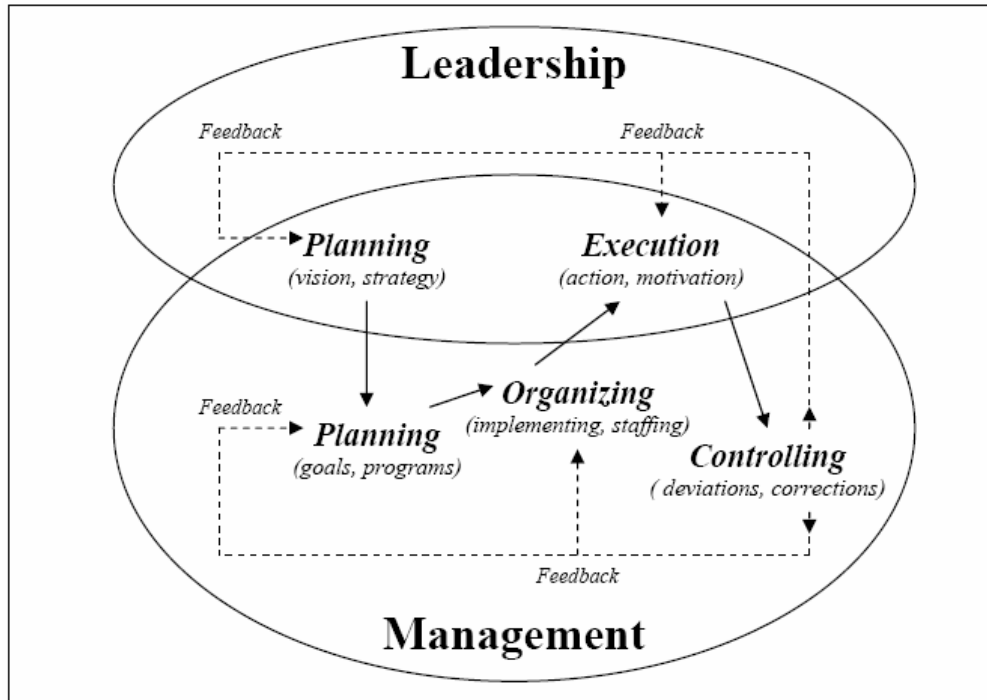 Leadership
Feedback
Feedback
Planning
(vision, strategy)
Execution
(action, motivation)
Organizing
(implementing, staffing)
Feedback
Planning
(goals, programs)
Controlling
( deviations, corrections)
Feedback
Management